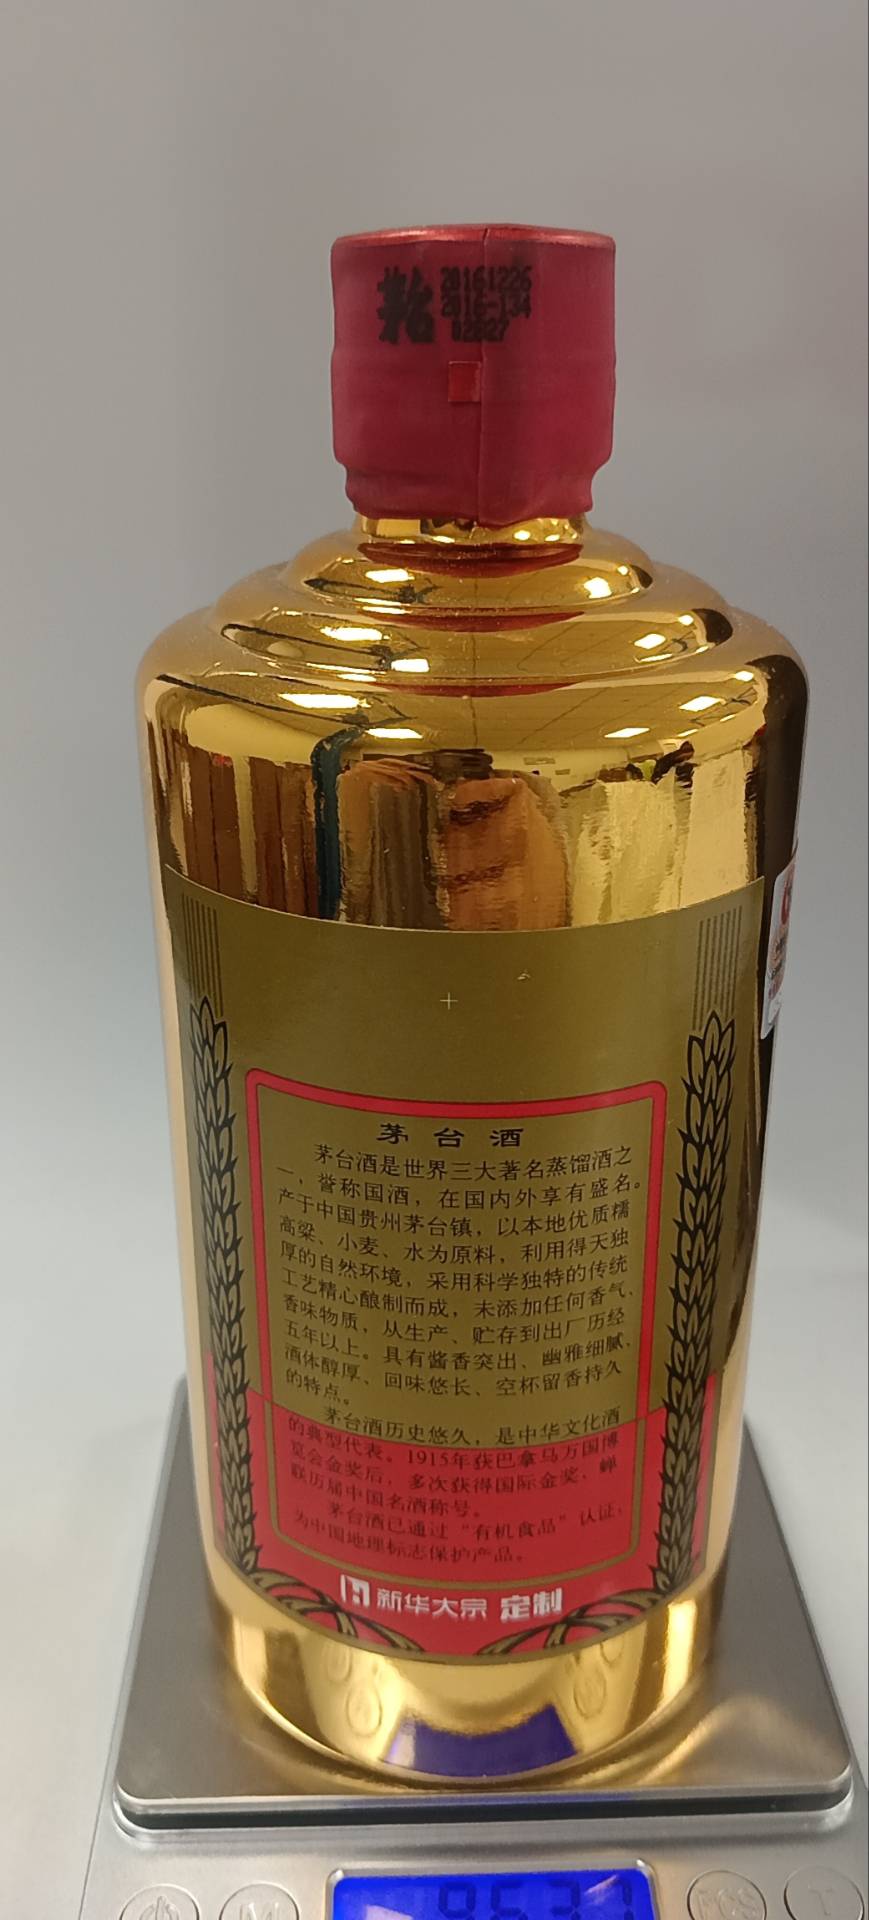 20161226
2016-134
02827
茅台酒
茅台酒是世界三大著名蒸馏酒之
一，誉称国酒，在国内外享有盛名。
产于中国贵州茅台镇，以本地优质糯
高粱、小麦、水为原料，利用得天独
厚的自然环境，采用科学独特的传统
工艺精心酿制而成，未添加任何香气、
香味物质，从生产、贮存到出厂历经
五年以上。具有酱香突出、幽雅细腻、
酒体醇厚、回味悠长、空杯留香持久
的特点。
茅台酒历史悠久，是中华文化酒
的典型代表。1915年获巴拿马万国博
览会金奖后，多次获得国际金奖、蝉
联历届中国名酒称号。
茅台酒已通过“有机食品”认证，
为中国地理标志保护产品。
新华大宗 定制
M
PCS
T